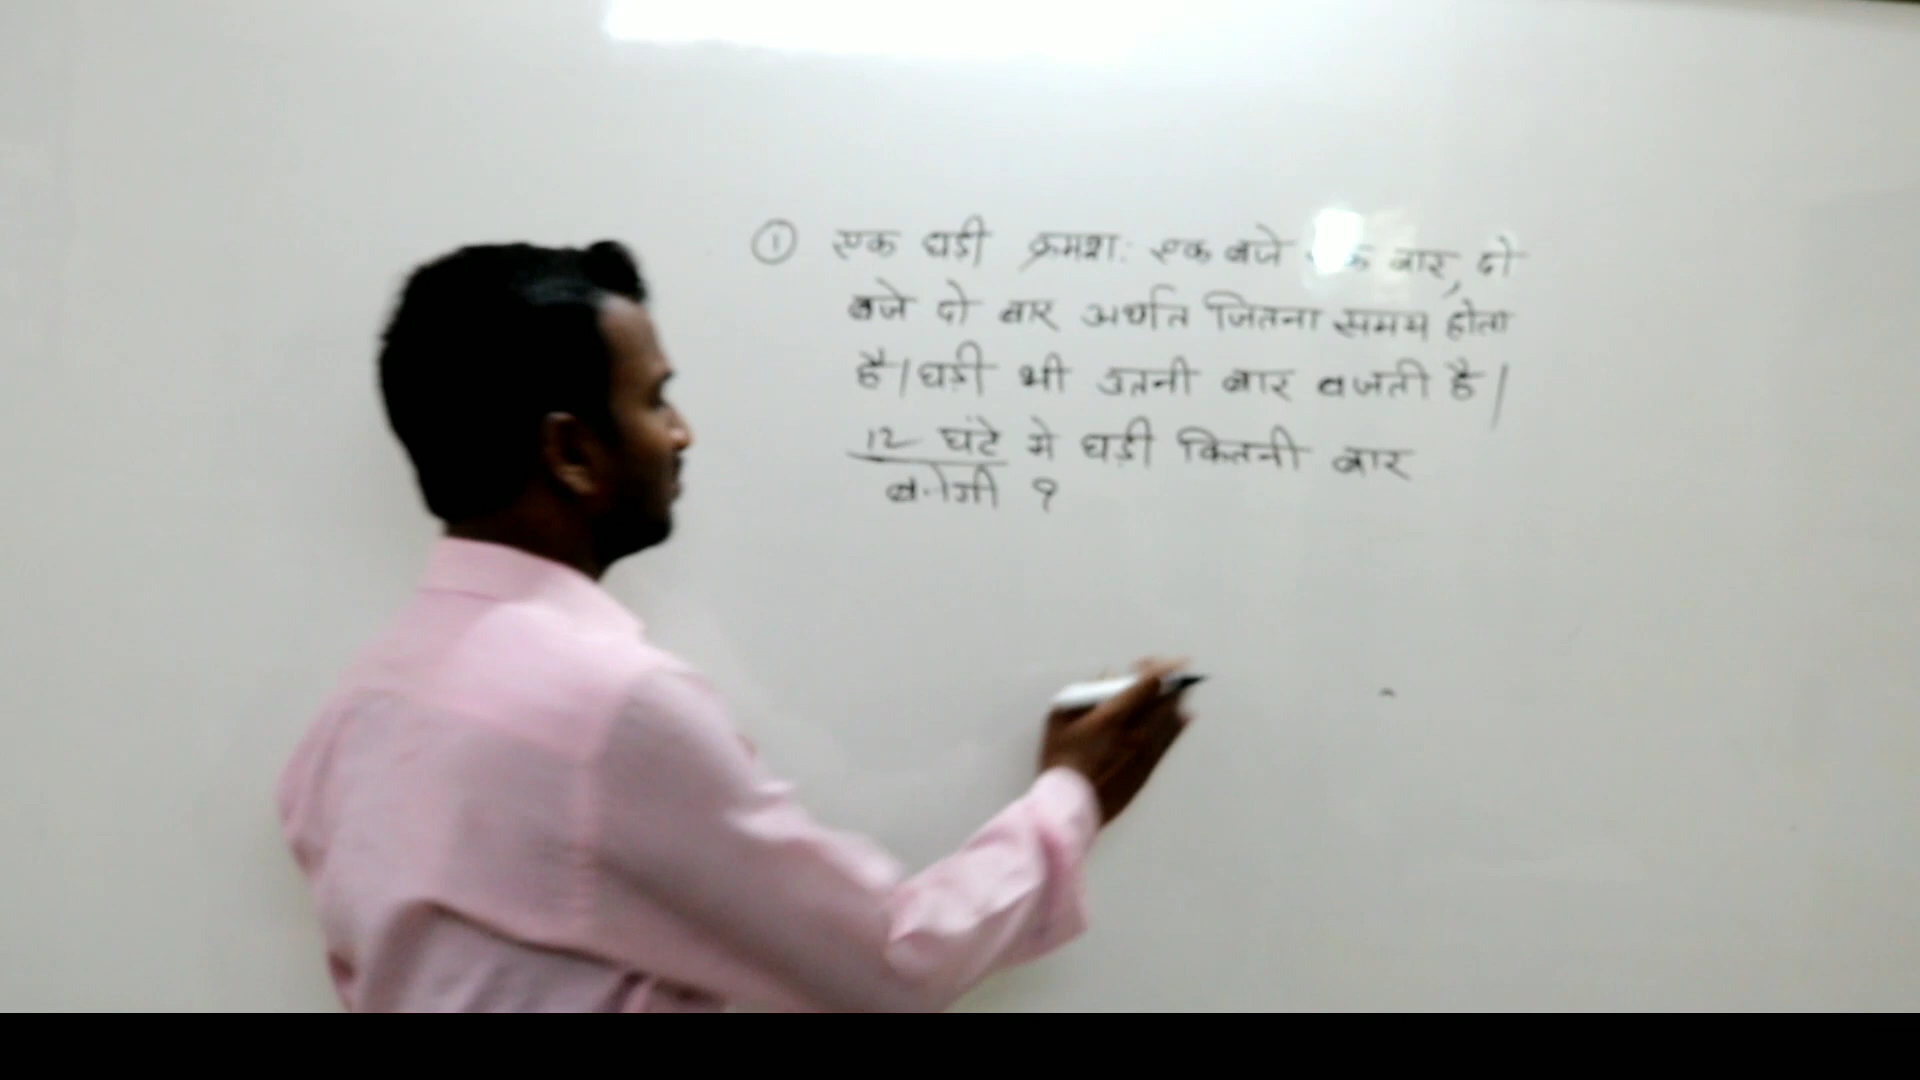 ① एक घड़ी क्रमश: एक बजे बार, दो
बजे दो बार अर्थात जितना समय होता
है। घड़ी भी उतनी बार बजती है।
12 घंटे मे घड़ी कितनी बार
बजेगी ?